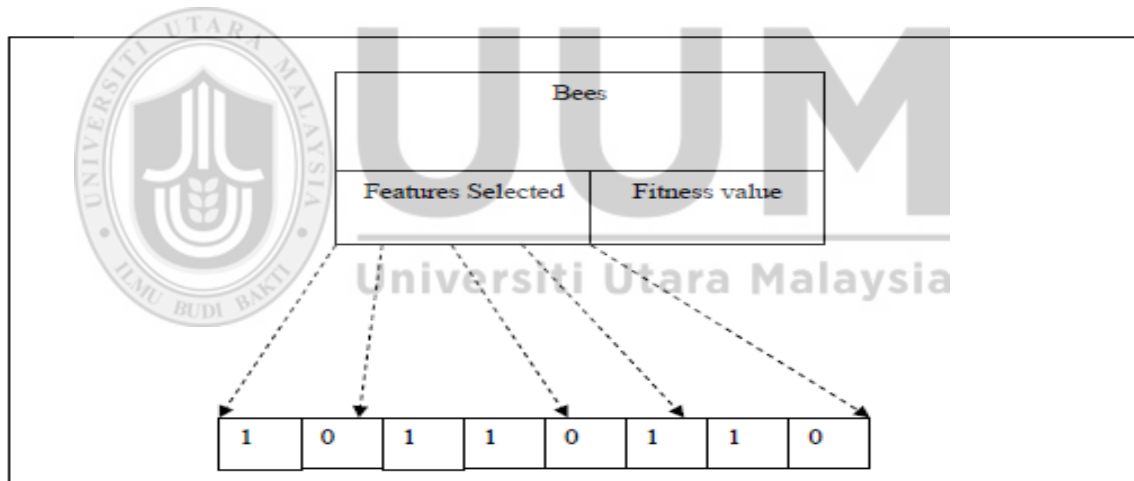 UNIVERSITI UTARA MALAYSIA
ILMU BUDI BAKTI
UUM
Universiti Utara Malaysia
Bees
Features Selected Fitness value
1 0 1 1 0 1 1 0